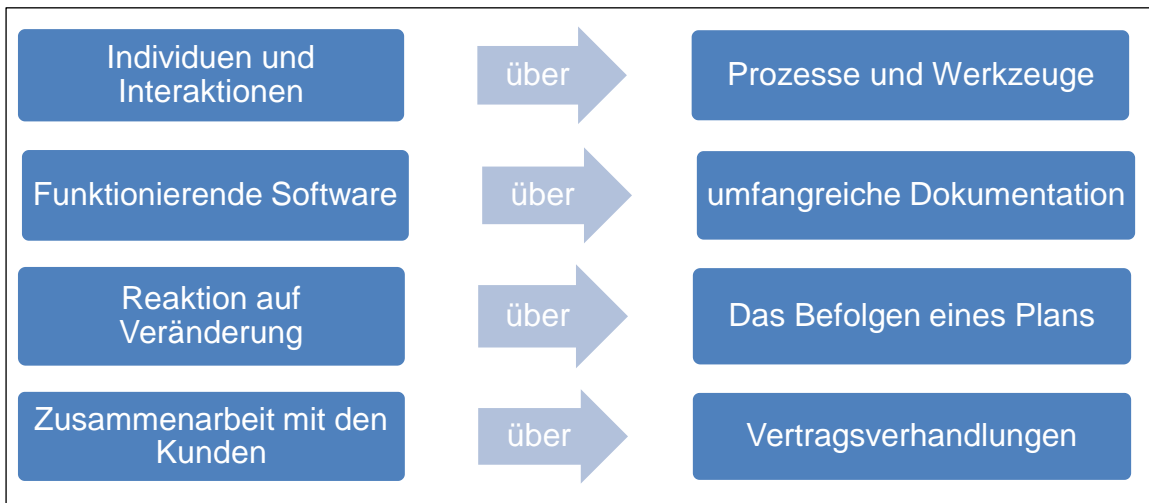 Individuen und
Interaktionen
über
Prozesse und Werkzeuge
Funktionierende Software
über
umfangreiche Dokumentation
Reaktion auf
Veränderung
über
Das Befolgen eines Plans
Zusammenarbeit mit den
Kunden
über
Vertragsverhandlungen